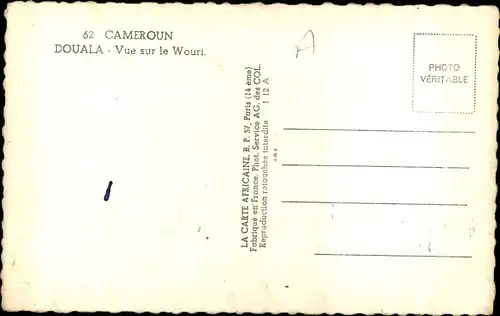 62 CAMEROUN
DOUALA - Vue sur le Wouri.
A
PHOTO
VÉRITABLE
LA CARTE AFRICAINE, B. P. 57, Paris (14 ème)
Fabriqué en France. Phot. Service AG. des COL.
Reproduction retouchée interdite 1 12 A